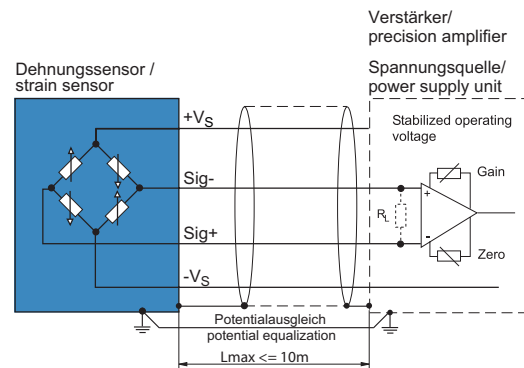 Verstärker/
precision amplifier
Dehnungssensor /
strain sensor
Spannungsquelle/
power supply unit
+VS
Stabilized operating
voltage
Sig-
Gain
+
RL
Sig+
-
Zero
-VS
Potentialausgleich
potential equalization
Lmax <= 10m